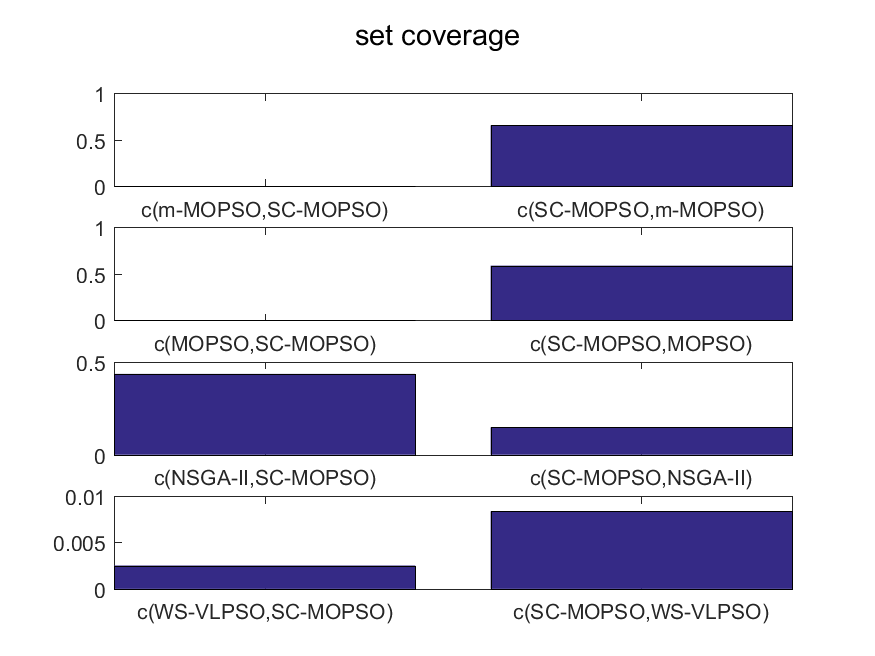 set coverage
1
0.5
0
c(m-MOPSO,SC-MOPSO) c(SC-MOPSO,m-MOPSO)
1
0.5
0
c(MOPSO,SC-MOPSO) c(SC-MOPSO,MOPSO)
0.5
0
c(NSGA-II,SC-MOPSO) c(SC-MOPSO,NSGA-II)
0.01
0.005
0
c(WS-VLPSO,SC-MOPSO) c(SC-MOPSO,WS-VLPSO)